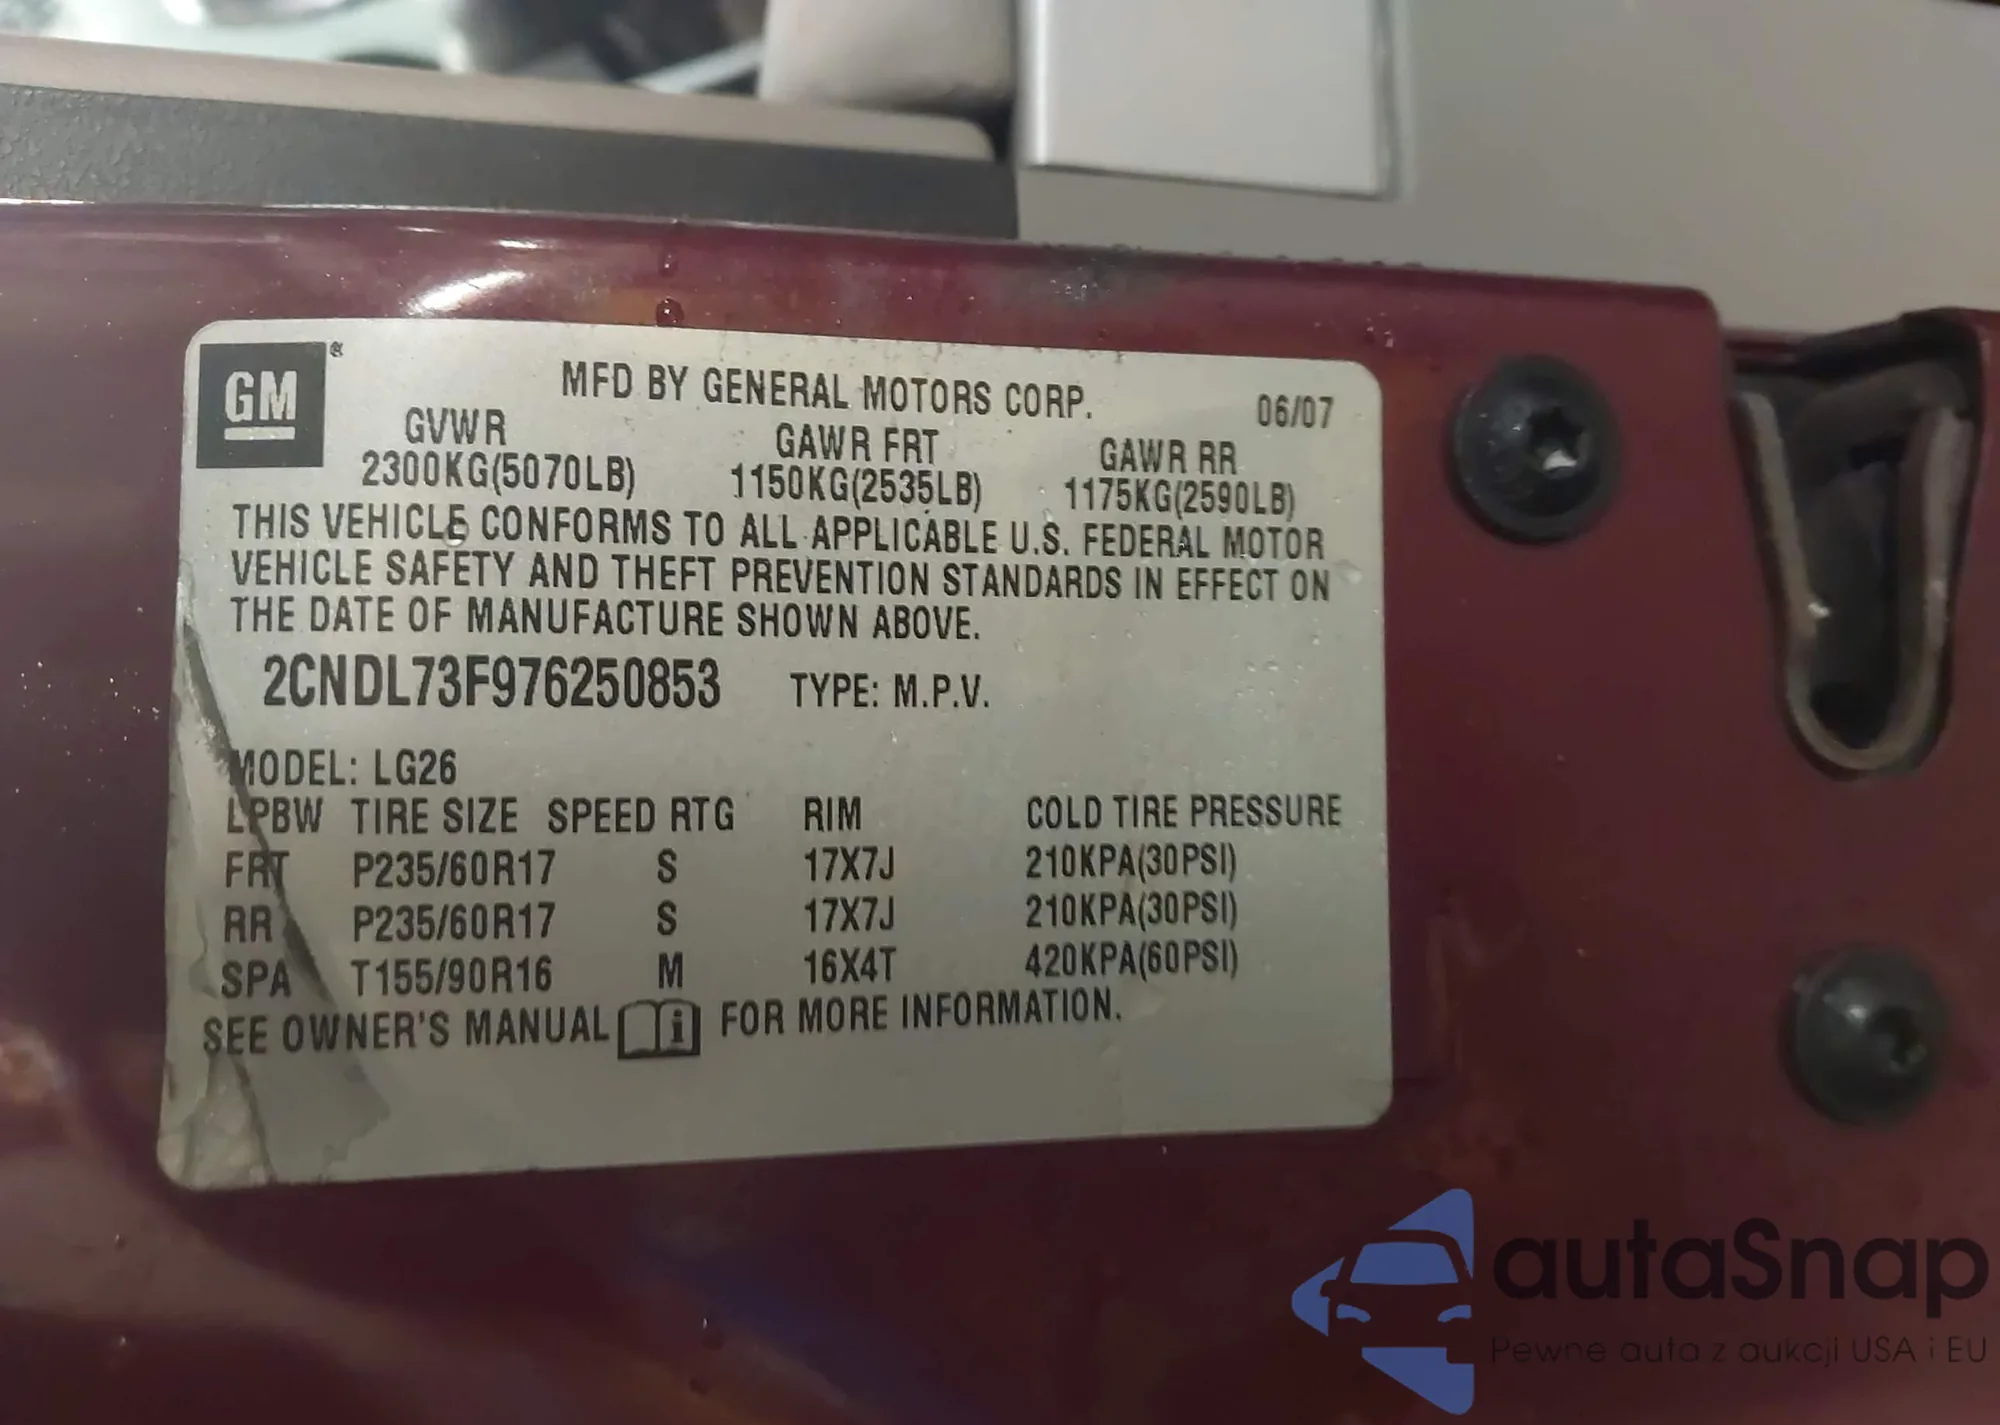 GM®
MFD BY GENERAL MOTORS CORP. 06/07
GVWR GAWR FRT GAWR RR
2300KG(5070LB) 1150KG(2535LB) 1175KG(2590LB)
THIS VEHICLE CONFORMS TO ALL APPLICABLE U.S. FEDERAL MOTOR
VEHICLE SAFETY AND THEFT PREVENTION STANDARDS IN EFFECT ON
THE DATE OF MANUFACTURE SHOWN ABOVE.
2CNDL73F976250853 TYPE: M.P.V.
MODEL: LG26
LPBW TIRE SIZE SPEED RTG RIM COLD TIRE PRESSURE
FRT P235/60R17 S 17X7J 210KPA(30PSI)
RR P235/60R17 S 17X7J 210KPA(30PSI)
SPA T155/90R16 M 16X4T 420KPA(60PSI)
SEE OWNER'S MANUAL i FOR MORE INFORMATION.
autaSnap
Pewne auta z aukcji USA i EU